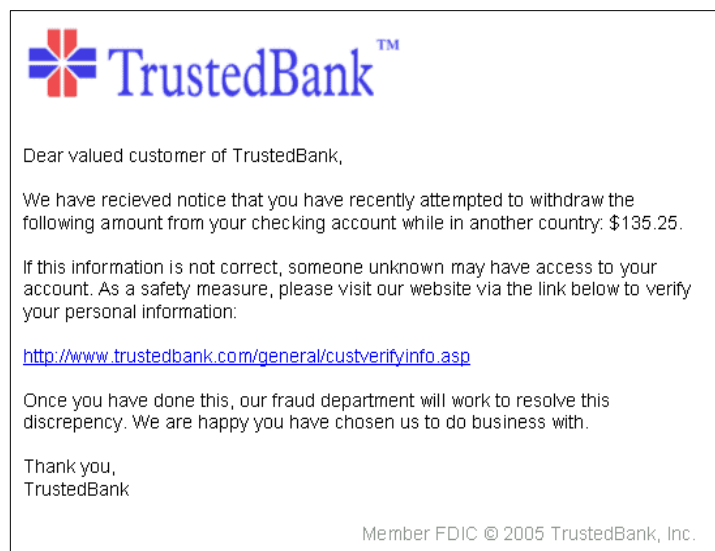 TrustedBank™
Dear valued customer of TrustedBank,
We have recieved notice that you have recently attempted to withdraw the
following amount from your checking account while in another country: $135.25.
If this information is not correct, someone unknown may have access to your
account. As a safety measure, please visit our website via the link below to verify
your personal information:
http://www.trustedbank.com/general/custverifyinfo.asp
Once you have done this, our fraud department will work to resolve this
discrepency. We are happy you have chosen us to do business with.
Thank you,
TrustedBank
Member FDIC © 2005 TrustedBank, Inc.